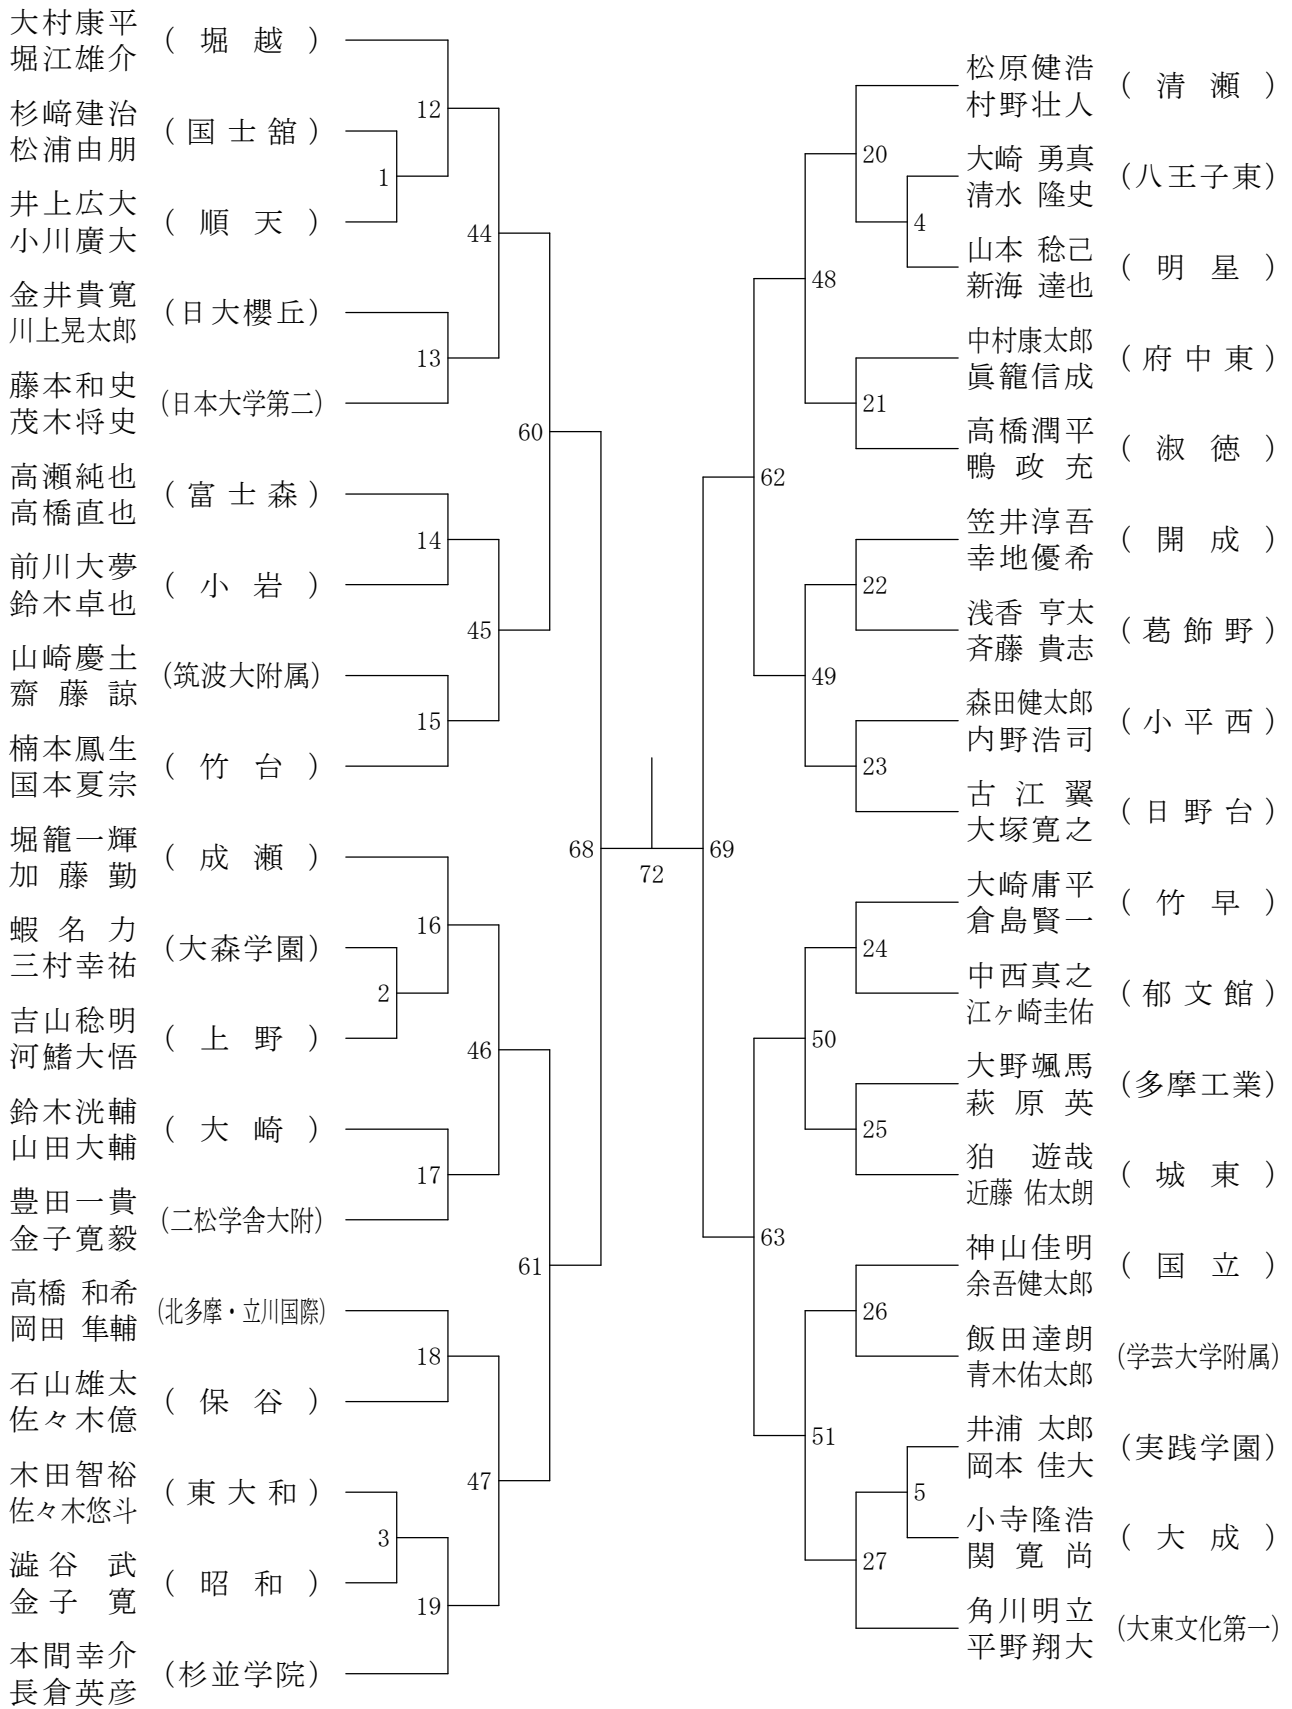 大村康平
堀江雄介
(堀越)
杉﨑建治
松浦由朋
(国士舘)
井上広大
小川廣大
(順天)
金井貴寛
川上晃太郎
(日大櫻丘)
藤本和史
茂木将史
(日本大学第二)
高瀬純也
高橋直也
(富士森)
前川大夢
鈴木卓也
(小岩)
山崎慶土
齋藤諒
(筑波大附属)
楠本鳳生
国本夏宗
(竹台)
堀籠一輝
加藤勤
(成瀬)
蝦名力
三村幸祐
(大森学園)
吉山稔明
河鰭大悟
(上野)
鈴木洸輔
山田大輔
(大崎)
豊田一貴
金子寛毅
(二松学舎大附)
高橋 和希
岡田 隼輔
(北多摩・立川国際)
石山雄太
佐々木億
(保谷)
木田智裕
佐々木悠斗
(東大和)
澁谷 武
金子 寛
(昭和)
本間幸介
長倉英彦
(杉並学院)
1
2
3
12
13
14
15
16
17
18
19
44
45
46
47
60
61
68
72
69
62
63
48
49
50
51
20
21
22
23
24
25
26
27
4
5
松原健浩
村野壮人
(清瀬)
大崎 勇真
清水 隆史
(八王子東)
山本 稔己
新海 達也
(明星)
中村康太郎
眞籠信成
(府中東)
高橋潤平
鴨政充
(淑徳)
笠井淳吾
幸地優希
(開成)
浅香 亨太
斉藤 貴志
(葛飾野)
森田健太郎
内野浩司
(小平西)
古江翼
大塚寛之
(日野台)
大崎庸平
倉島賢一
(竹早)
中西真之
江ヶ崎圭佑
(郁文館)
大野颯馬
萩原英
(多摩工業)
狛 遊哉
近藤 佑太朗
(城東)
神山佳明
余吾健太郎
(国立)
飯田達朗
青木佑太郎
(学芸大学附属)
井浦 太郎
岡本 佳大
(実践学園)
小寺隆浩
関寛尚
(大成)
角川明立
平野翔大
(大東文化第一)